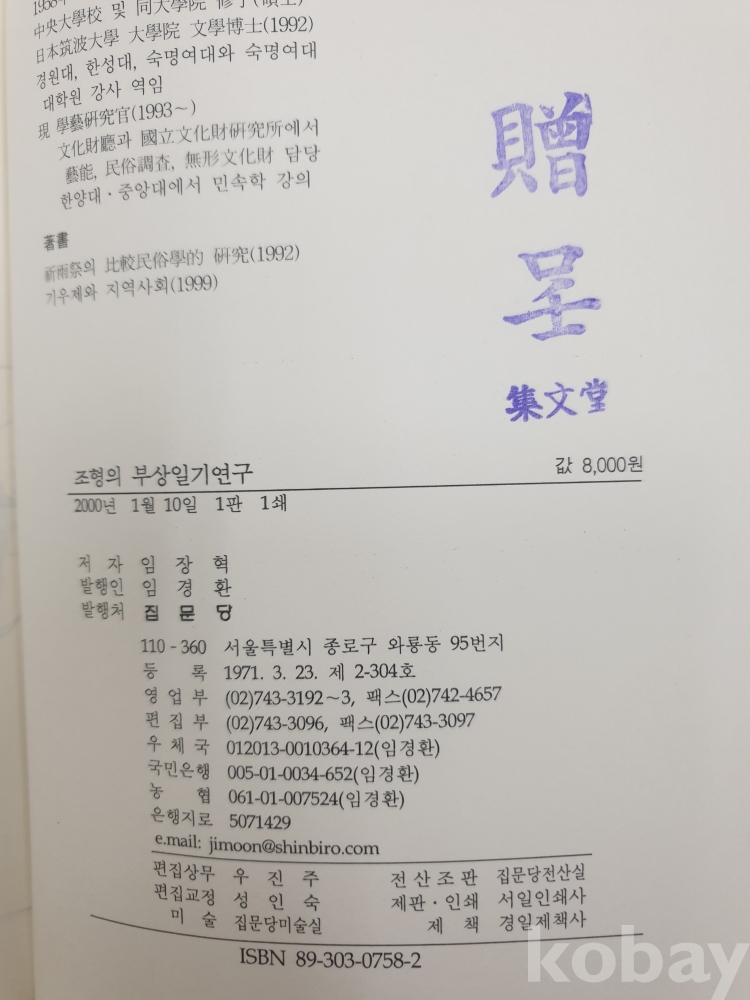 中央大學校 및 同大學院 修了(碩士)
日本筑波大學 大學院 文學博士(1992)
경원대, 한성대, 숙명여대와 숙명여대
대학원 강사 역임
現 學藝硏究官(1993~)
文化財廳과 國立文化財硏究所에서
藝能, 民俗調査, 無形文化財 담당
한양대·중앙대에서 민속학 강의
著書
祈雨祭의 比較民俗學的 硏究(1992)
기우제와 지역사회(1999)
贈
呈
集文堂
조형의 부상일기연구 값 8,000원
2000년 1월 10일 1판 1쇄
저 자 임 장 혁
발행인 임 경 환
발행처 집 문 당
110-360 서울특별시 종로구 와룡동 95번지
등 록 1971. 3. 23. 제 2-304호
영 업 부 (02)743-3192~3, 팩스(02)742-4657
편 집 부 (02)743-3096, 팩스(02)743-3097
우 체 국 012013-0010364-12(임경환)
국민은행 005-01-0034-652(임경환)
농 협 061-01-007524(임경환)
은행지로 5071429
e.mail: jimoon@shinbiro.com
편집상무 우 진 주 전 산 조 판 집문당전산실
편집교정 성 인 숙 제판·인쇄 서일인쇄사
미 술 집문당미술실 제 책 경일제책사
ISBN 89-303-0758-2
kobay